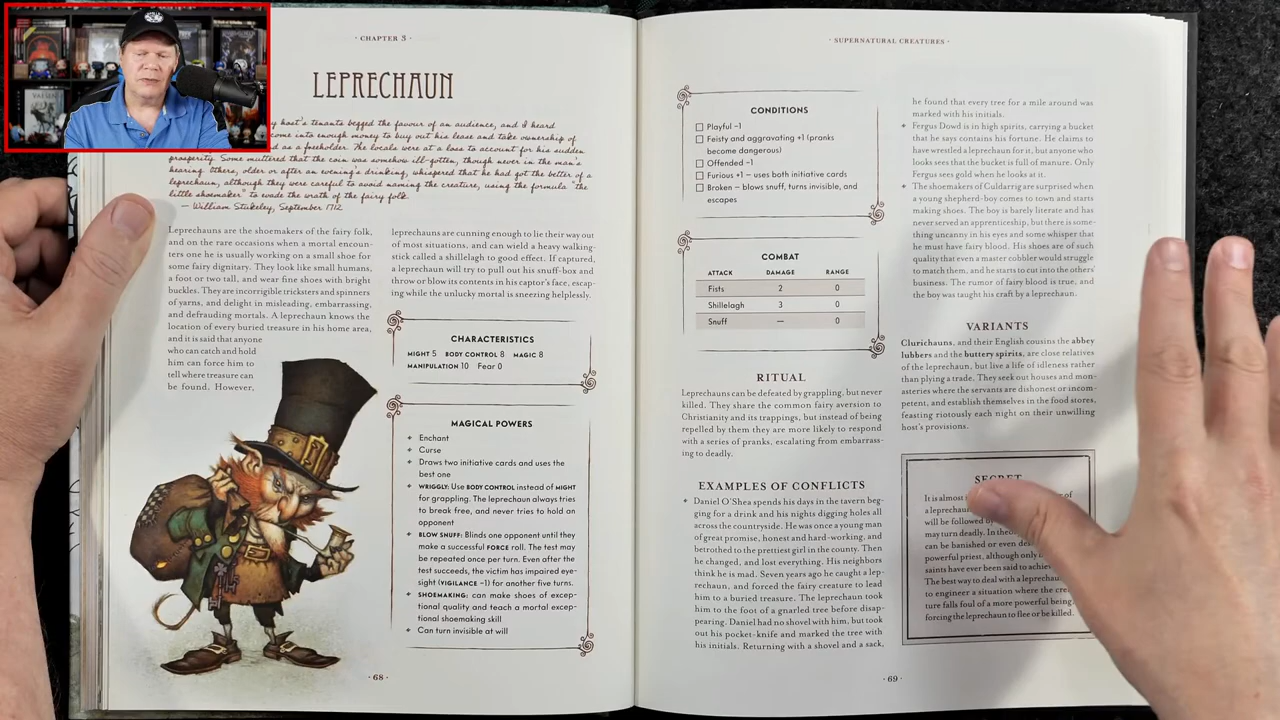 · CHAPTER 3 ·
LEPRECHAUN
host's tenants begged the favour of an audience, and I heard
come into enough money to buy out his lease and take ownership of
d as a freeholder. The locals were at a loss to account for his sudden
prosperity. Some muttered that the coin was somehow ill-gotten, though never in the man's
hearing. Others, older or after an evening's drinking, whispered that he had got the better of a
leprechaun, although they were careful to avoid naming the creature, using the formula "the
little shoemaker" to evade the wrath of the fairy folk.
— William Stukeley, September 1712
Leprechauns are the shoemakers of the fairy folk,
and on the rare occasions when a mortal encoun-
ters one he is usually working on a small shoe for
some fairy dignitary. They look like small humans,
a foot or two tall, and wear fine shoes with bright
buckles. They are incorrigible tricksters and spinners
of yarns, and delight in misleading, embarrassing,
and defrauding mortals. A leprechaun knows the
location of every buried treasure in his home area,
and it is said that anyone
who can catch and hold
him can force him to
tell where treasure can
be found. However,
leprechauns are cunning enough to lie their way out
of most situations, and can wield a heavy walking-
stick called a shillelagh to good effect. If captured,
a leprechaun will try to pull out his snuff-box and
throw or blow its contents in his captor's face, escap-
ing while the unlucky mortal is sneezing helplessly.
CHARACTERISTICS
MIGHT 5 BODY CONTROL 8 MAGIC 8
MANIPULATION 10 Fear 0
MAGICAL POWERS
+ Enchant
+ Curse
+ Draws two initiative cards and uses the
best one
+ WRIGGLY: Use BODY CONTROL instead of MIGHT
for grappling. The leprechaun always tries
to break free, and never tries to hold an
opponent
+ BLOW SNUFF: Blinds one opponent until they
make a successful FORCE roll. The test may
be repeated once per turn. Even after the
test succeeds, the victim has impaired eye-
sight (VIGILANCE −1) for another five turns.
+ SHOEMAKING: can make shoes of excep-
tional quality and teach a mortal excep-
tional shoemaking skill
+ Can turn invisible at will
· 68 ·
· SUPERNATURAL CREATURES ·
CONDITIONS
Playful −1
Feisty and aggravating +1 (pranks
become dangerous)
Offended −1
Furious +1 – uses both initiative cards
Broken – blows snuff, turns invisible, and
escapes
COMBAT
ATTACK DAMAGE RANGE
Fists 2 0
Shillelagh 3 0
Snuff — 0
RITUAL
Leprechauns can be defeated by grappling, but never
killed. They share the common fairy aversion to
Christianity and its trappings, but instead of being
repelled by them they are more likely to respond
with a series of pranks, escalating from embarrass-
ing to deadly.
EXAMPLES OF CONFLICTS
+ Daniel O'Shea spends his days in the tavern beg-
ging for a drink and his nights digging holes all
across the countryside. He was once a young man
of great promise, honest and hard-working, and
betrothed to the prettiest girl in the county. Then
he changed, and lost everything. His neighbors
think he is mad. Seven years ago he caught a lep-
rechaun, and forced the fairy creature to lead
him to a buried treasure. The leprechaun took
him to the foot of a gnarled tree before disap-
pearing. Daniel had no shovel with him, but took
out his pocket-knife and marked the tree with
his initials. Returning with a shovel and a sack,
he found that every tree for a mile around was
marked with his initials.
+ Fergus Dowd is in high spirits, carrying a bucket
that he says contains his fortune. He claims to
have wrestled a leprechaun for it, but anyone who
looks sees that the bucket is full of manure. Only
Fergus sees gold when he looks at it.
+ The shoemakers of Culdarrig are surprised when
a young shepherd-boy comes to town and starts
making shoes. The boy is barely literate and has
never served an apprenticeship, but there is some-
thing uncanny in his eyes and some whisper that
he must have fairy blood. His shoes are of such
quality that even a master cobbler would struggle
to match them, and he starts to cut into the others'
business. The rumor of fairy blood is true, and
the boy was taught his craft by a leprechaun.
VARIANTS
Clurichauns, and their English cousins the abbey
lubbers and the buttery spirits, are close relatives
of the leprechaun, but live a life of idleness rather
than plying a trade. They seek out houses and mon-
asteries where the servants are dishonest or incom-
petent, and establish themselves in the food stores,
feasting riotously each night on their unwilling
host's provisions.
SECRET
It is almost of
a leprechaun
will be followed
may turn deadly. In theo
can be banished or even des
powerful priest, although only
saints have ever been said to achiev
The best way to deal with a leprechau
to engineer a situation where the crea-
ture falls foul of a more powerful being,
forcing the leprechaun to flee or be killed.
· 69 ·